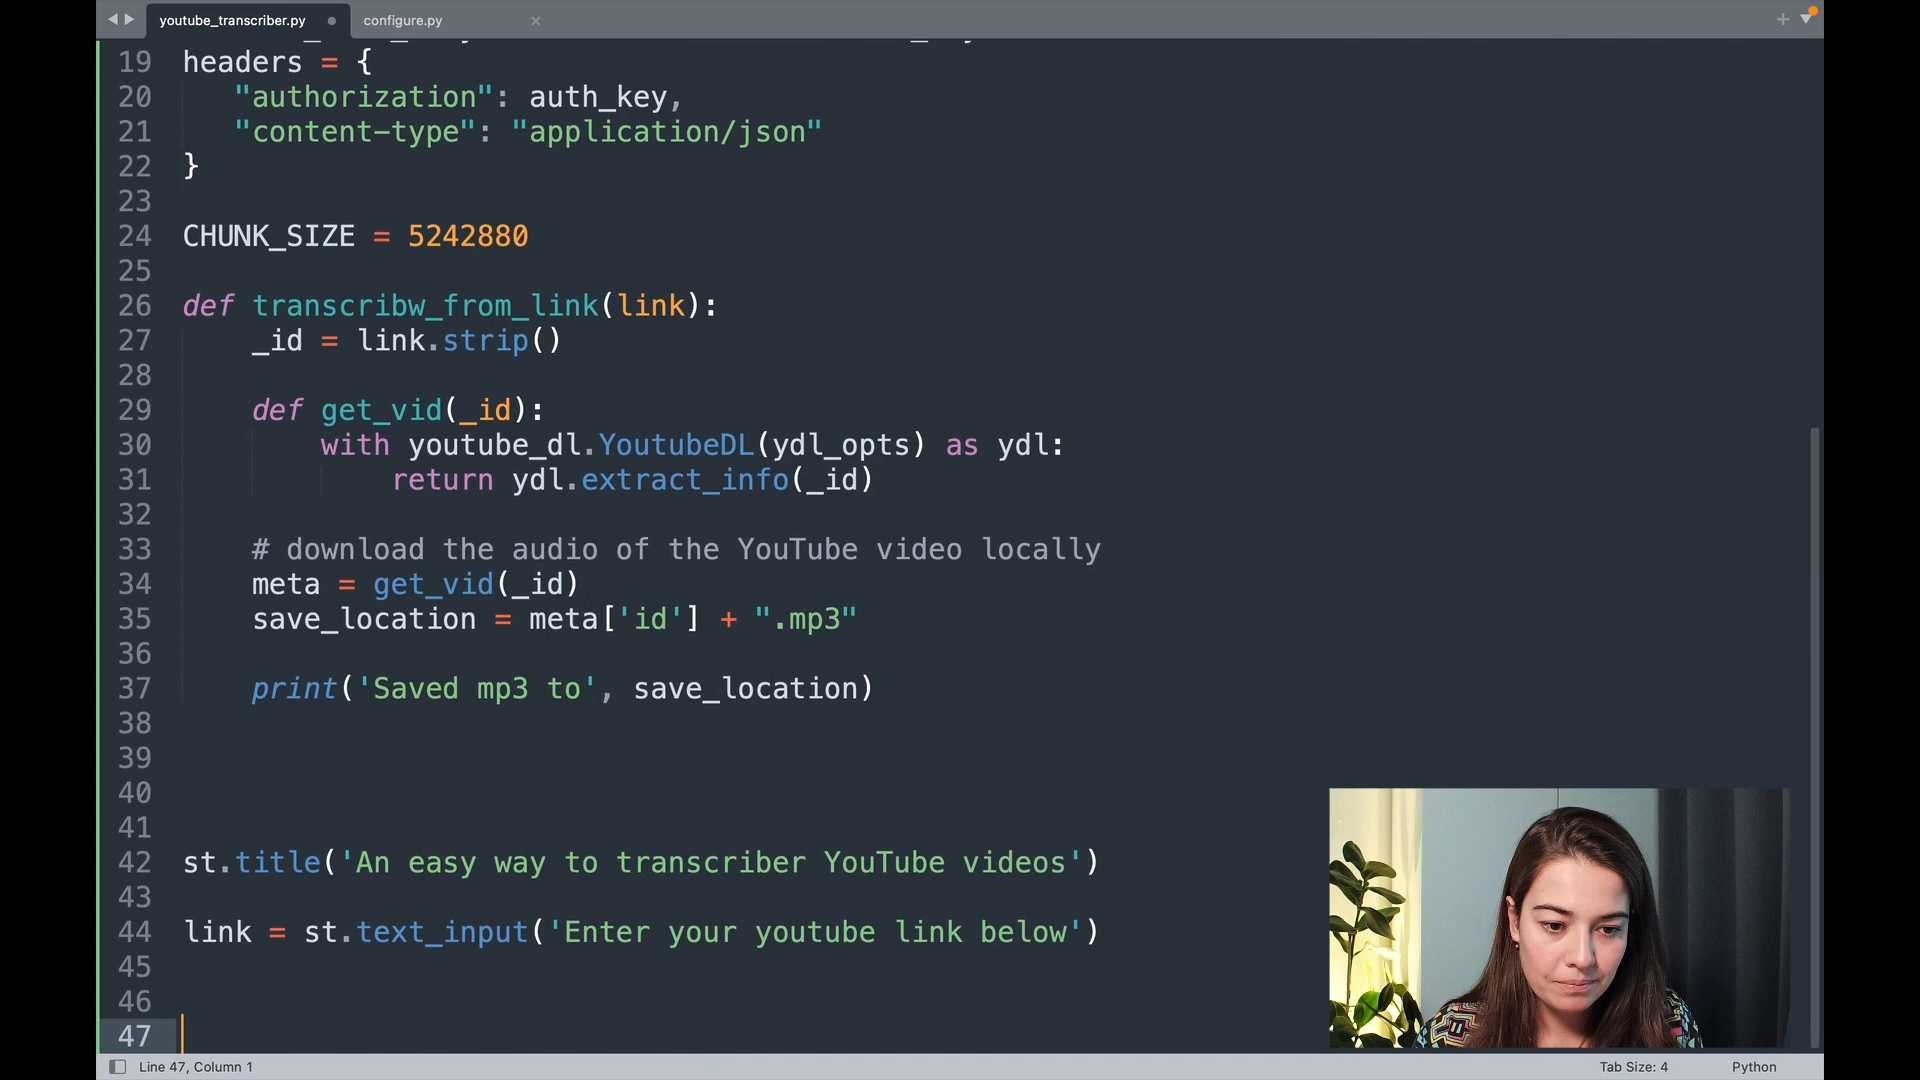 youtube_transcriber.py
configure.py
19 headers = {
20 "authorization": auth_key,
21 "content-type": "application/json"
22 }
23
24 CHUNK_SIZE = 5242880
25
26 def transcribw_from_link(link):
27 _id = link.strip()
28
29 def get_vid(_id):
30 with youtube_dl.YoutubeDL(ydl_opts) as ydl:
31 return ydl.extract_info(_id)
32
33 # download the audio of the YouTube video locally
34 meta = get_vid(_id)
35 save_location = meta['id'] + ".mp3"
36
37 print('Saved mp3 to', save_location)
38
39
40
41
42 st.title('An easy way to transcriber YouTube videos')
43
44 link = st.text_input('Enter your youtube link below')
45
46
47
Line 47, Column 1
Tab Size: 4
Python